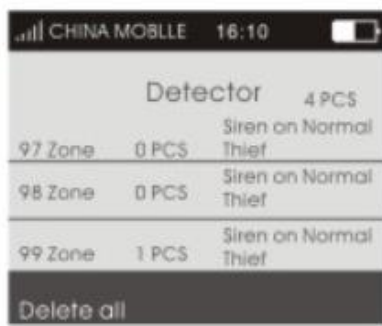 CHINA MOBLLE 16:10
Detector 4 PCS
97 Zone 0 PCS Siren on Normal
Thief
98 Zone 0 PCS Siren on Normal
Thief
99 Zone 1 PCS Siren on Normal
Thief
Delete all